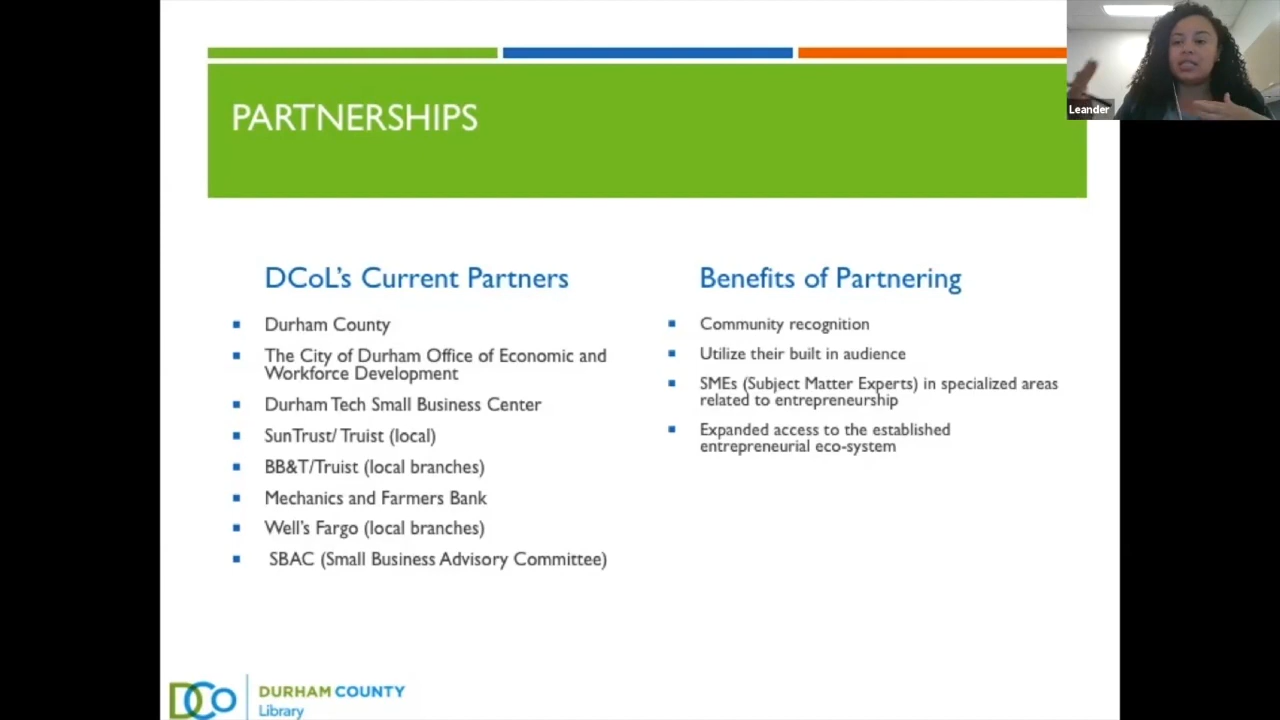 PARTNERSHIPS
Leander
DCoL's Current Partners
Durham County
The City of Durham Office of Economic and
Workforce Development
Durham Tech Small Business Center
SunTrust/ Truist (local)
BB&T/Truist (local branches)
Mechanics and Farmers Bank
Well's Fargo (local branches)
SBAC (Small Business Advisory Committee)
Benefits of Partnering
Community recognition
Utilize their built in audience
SMEs (Subject Matter Experts) in specialized areas
related to entrepreneurship
Expanded access to the established
entrepreneurial eco-system
DCo
DURHAM COUNTY
Library